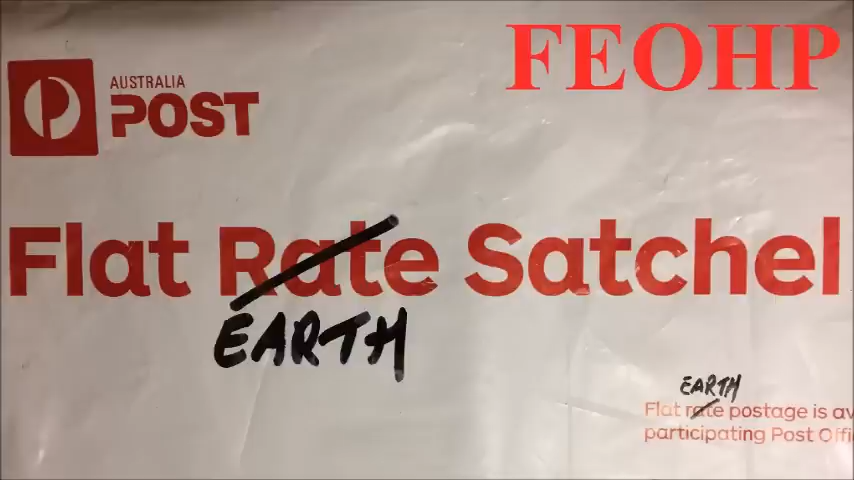 FEOHP
AUSTRALIA
POST
Flat Rate Satchel
EARTH
EARTH
Flat rate postage is av
participating Post Offi